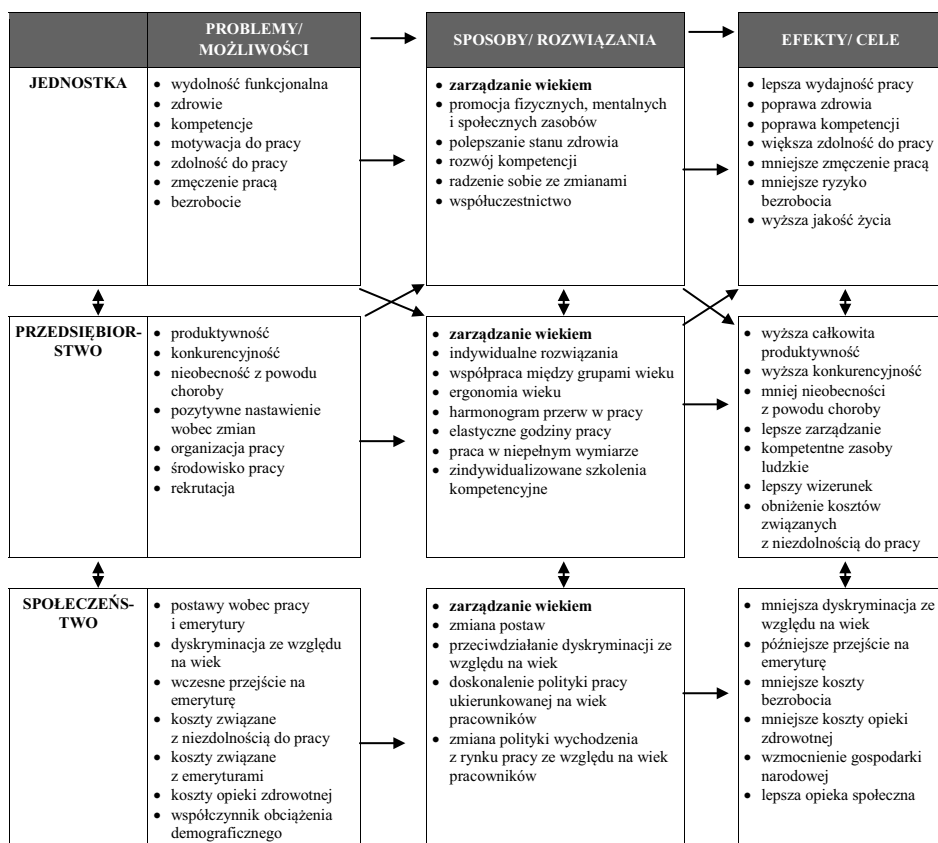 PROBLEMY/
MOŻLIWOŚCI
SPOSOBY/ ROZWIĄZANIA
EFEKTY/ CELE
JEDNOSTKA
• wydolność funkcjonalna
• zdrowie
• kompetencje
• motywacja do pracy
• zdolność do pracy
• zmęczenie pracą
• bezrobocie
• zarządzanie wiekiem
• promocja fizycznych, mentalnych
i społecznych zasobów
• polepszanie stanu zdrowia
• rozwój kompetencji
• radzenie sobie ze zmianami
• współuczestnictwo
• lepsza wydajność pracy
• poprawa zdrowia
• poprawa kompetencji
• większa zdolność do pracy
• mniejsze zmęczenie pracą
• mniejsze ryzyko
bezrobocia
• wyższa jakość życia
PRZEDSIĘBIOR-
STWO
• produktywność
• konkurencyjność
• nieobecność z powodu
choroby
• pozytywne nastawienie
wobec zmian
• organizacja pracy
• środowisko pracy
• rekrutacja
• zarządzanie wiekiem
• indywidualne rozwiązania
• współpraca między grupami wieku
• ergonomia wieku
• harmonogram przerw w pracy
• elastyczne godziny pracy
• praca w niepełnym wymiarze
• zindywidualizowane szkolenia
kompetencyjne
• wyższa całkowita
produktywność
• wyższa konkurencyjność
• mniej nieobecności
z powodu choroby
• lepsze zarządzanie
• kompetentne zasoby
ludzkie
• lepszy wizerunek
• obniżenie kosztów
związanych
z niezdolnością do pracy
SPOŁECZEŃS-
TWO
• postawy wobec pracy
i emerytury
• dyskryminacja ze względu
na wiek
• wczesne przejście na
emeryturę
• koszty związane
z niezdolnością do pracy
• koszty związane
z emeryturami
• koszty opieki zdrowotnej
• współczynnik obciążenia
demograficznego
• zarządzanie wiekiem
• zmiana postaw
• przeciwdziałanie dyskryminacji ze
względu na wiek
• doskonalenie polityki pracy
ukierunkowanej na wiek
pracowników
• zmiana polityki wychodzenia
z rynku pracy ze względu na wiek
pracowników
• mniejsza dyskryminacja ze
względu na wiek
• późniejsze przejście na
emeryturę
• mniejsze koszty
bezrobocia
• mniejsze koszty opieki
zdrowotnej
• wzmocnienie gospodarki
narodowej
• lepsza opieka społeczna